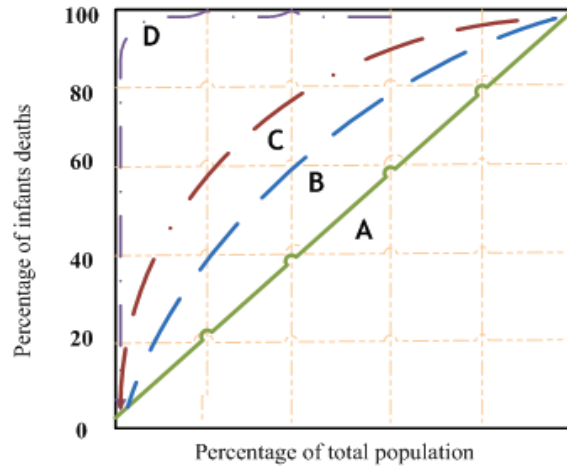 100
D
80
C
60
B
A
40
20
0
Percentage of infants deaths
Percentage of total population